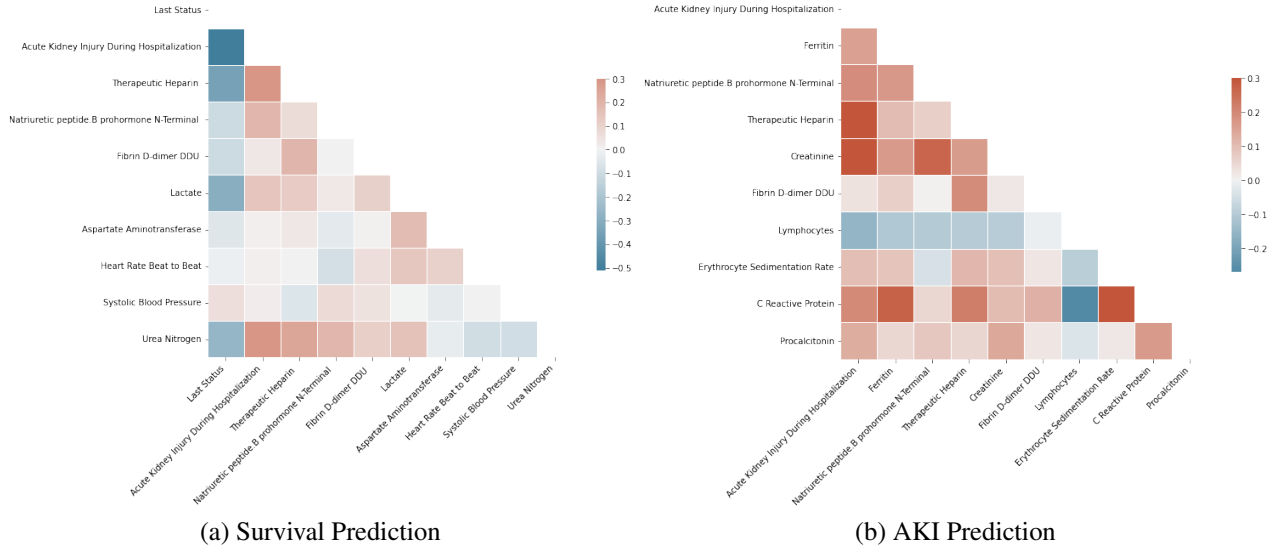 Last Status
Acute Kidney Injury During Hospitalization
Therapeutic Heparin
Natriuretic peptide.B prohormone N-Terminal
Fibrin D-dimer DDU
Lactate
Aspartate Aminotransferase
Heart Rate Beat to Beat
Systolic Blood Pressure
Urea Nitrogen
Last Status
Acute Kidney Injury During Hospitalization
Therapeutic Heparin
Natriuretic peptide.B prohormone N-Terminal
Fibrin D-dimer DDU
Lactate
Aspartate Aminotransferase
Heart Rate Beat to Beat
Systolic Blood Pressure
Urea Nitrogen
0.3
0.2
0.1
0.0
−0.1
−0.2
−0.3
−0.4
−0.5
(a) Survival Prediction
Acute Kidney Injury During Hospitalization
Ferritin
Natriuretic peptide.B prohormone N-Terminal
Therapeutic Heparin
Creatinine
Fibrin D-dimer DDU
Lymphocytes
Erythrocyte Sedimentation Rate
C Reactive Protein
Procalcitonin
Acute Kidney Injury During Hospitalization
Ferritin
Natriuretic peptide.B prohormone N-Terminal
Therapeutic Heparin
Creatinine
Fibrin D-dimer DDU
Lymphocytes
Erythrocyte Sedimentation Rate
C Reactive Protein
Procalcitonin
0.3
0.2
0.1
0.0
−0.1
−0.2
(b) AKI Prediction